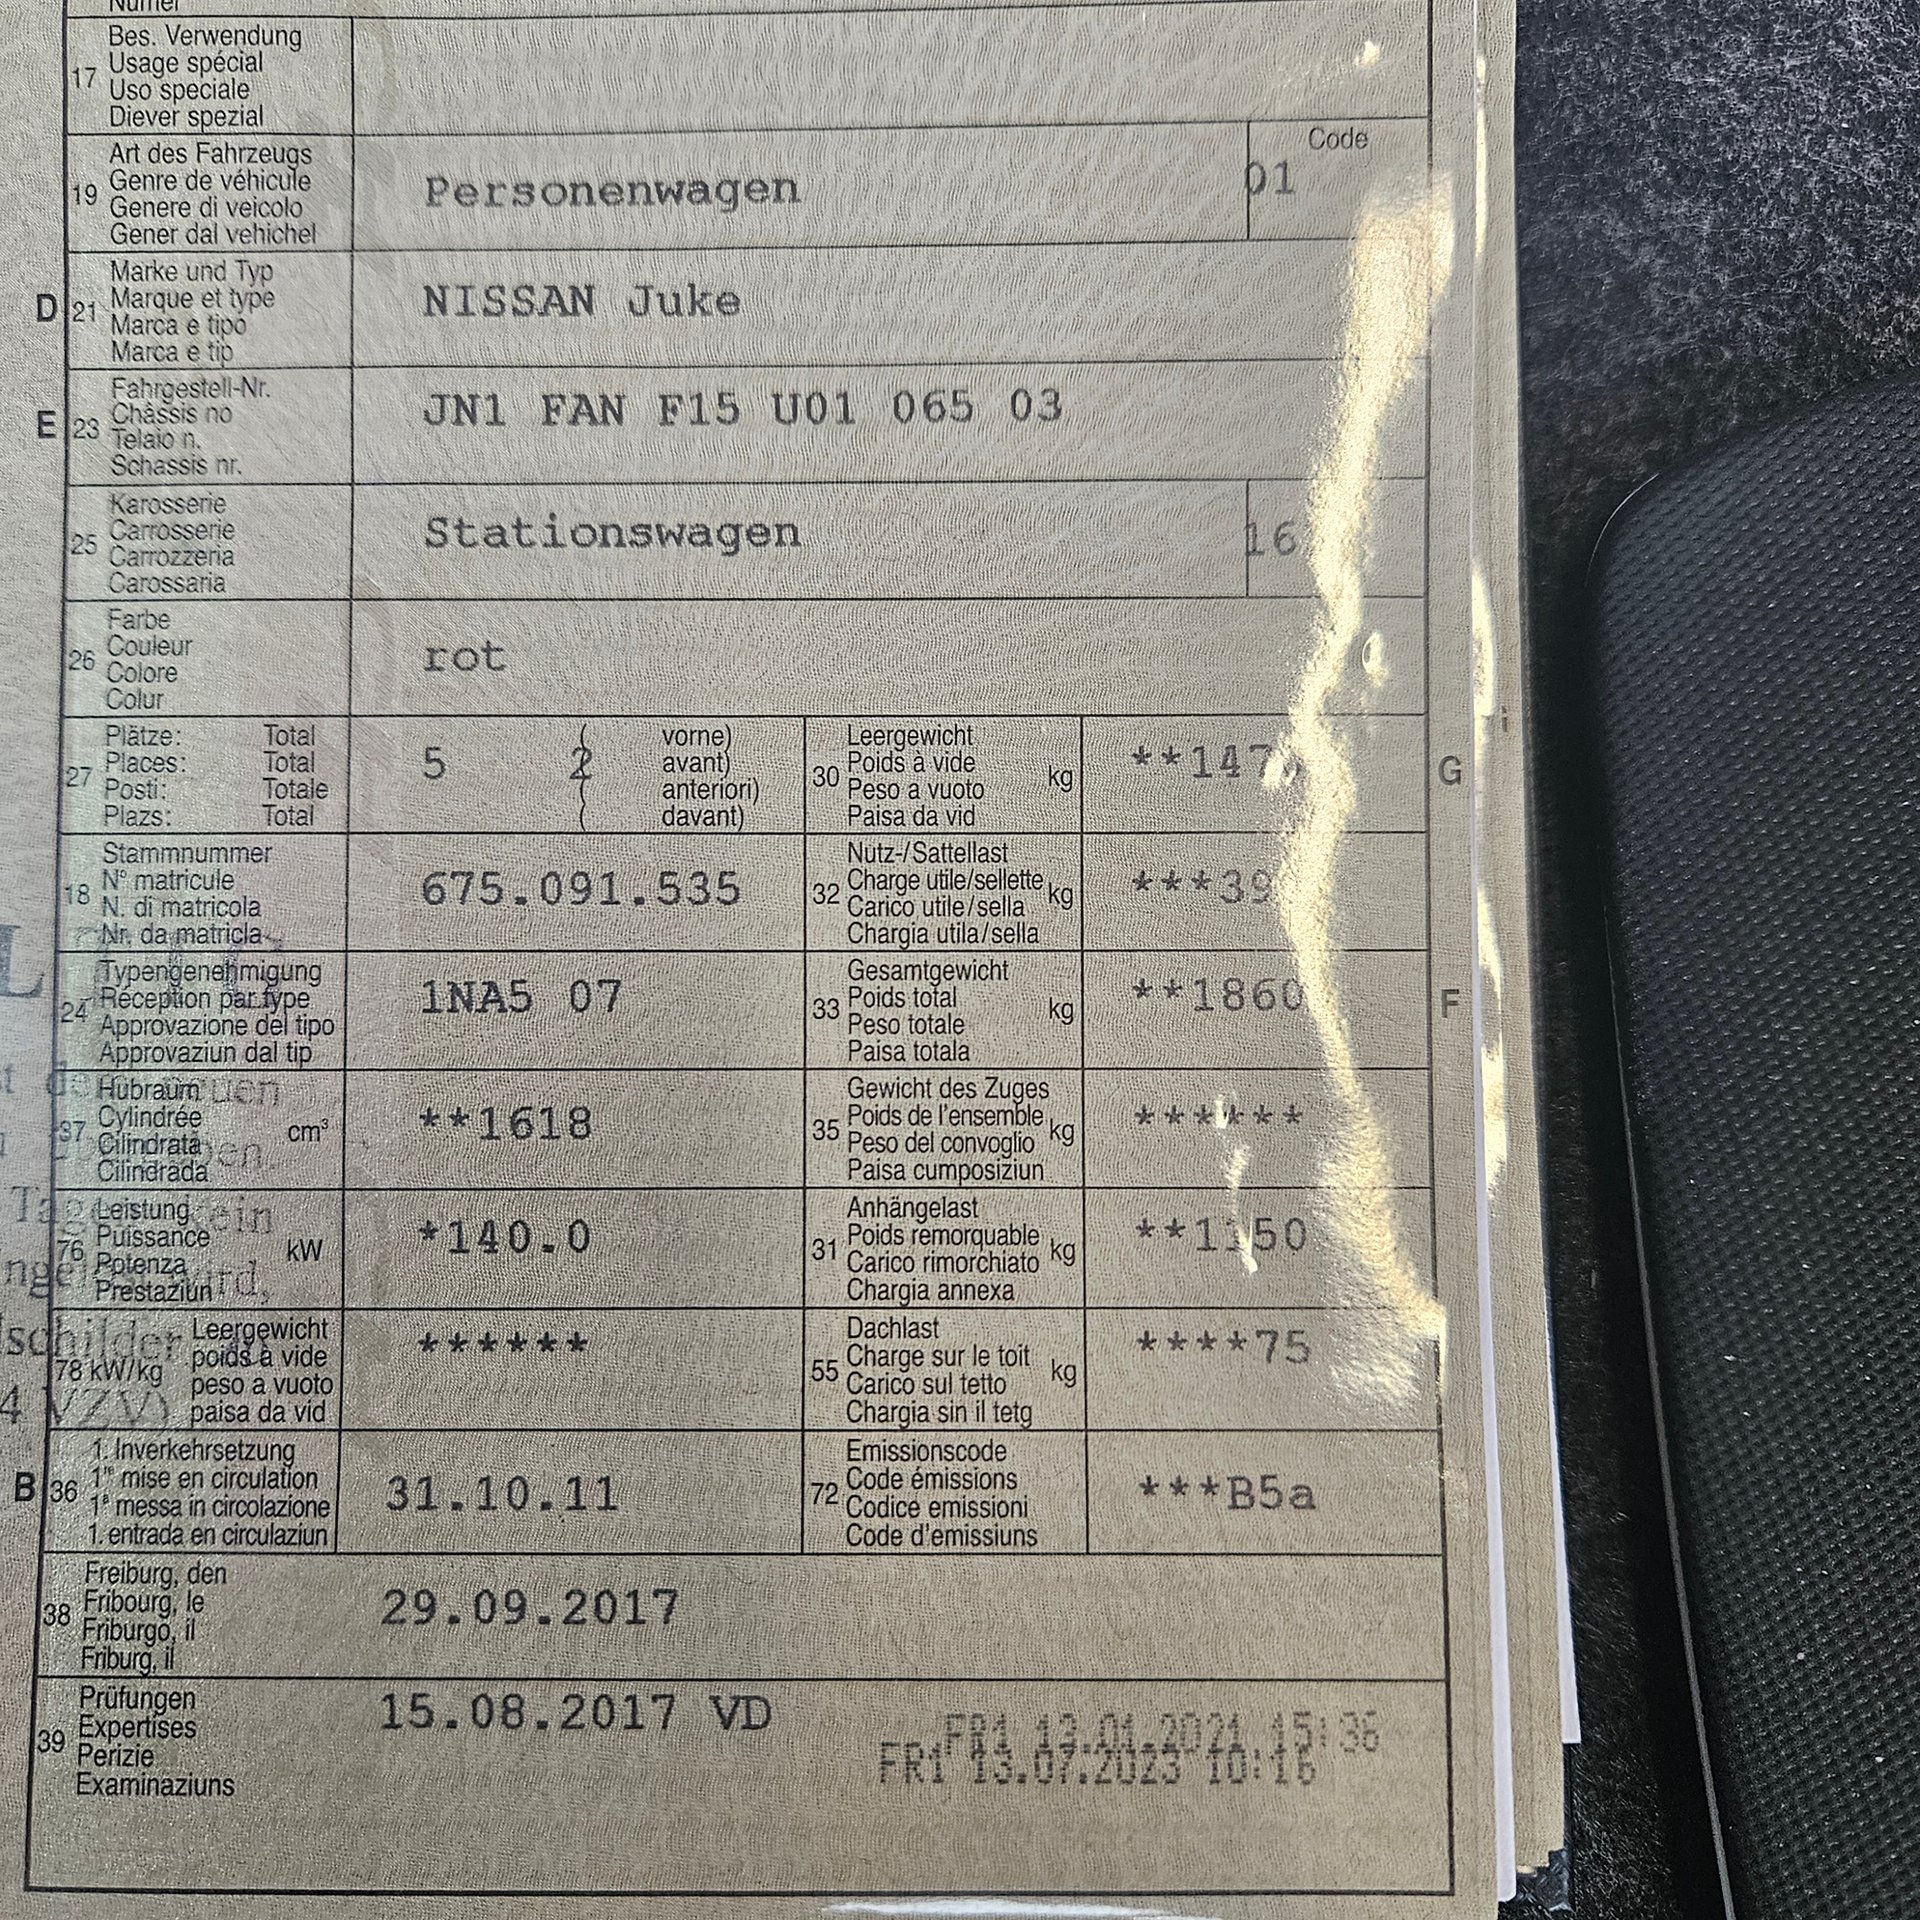 Numer
17
Bes. Verwendung
Usage spécial
Uso speciale
Diever spezial
19
Art des Fahrzeugs
Genre de véhicule
Genere di veicolo
Gener dal vehichel
Personenwagen
Code
01
D 21
Marke und Typ
Marque et type
Marca e tipo
Marca e tip
NISSAN Juke
E 23
Fahrgestell-Nr.
Châssis no
Telaio n.
Schassis nr.
JN1 FAN F15 U01 065 03
25
Karosserie
Carrosserie
Carrozzeria
Carossaria
Stationswagen
16
26
Farbe
Couleur
Colore
Colur
rot
27
Plätze: Total
Places: Total
Posti: Totale
Plazs: Total
5 2
( vorne)
( avant)
( anteriori)
( davant)
30
Leergewicht
Poids à vide
Peso a vuoto
Paisa da vid
kg
G
18
Stammnummer
N° matricule
N. di matricola
Nr. da matricla
675.091.535
32
Nutz-/Sattellast
Charge utile/sellette
Carico utile/sella
Chargia utila/sella
kg
24
Typengenehmigung
Réception par type
Approvazione del tipo
Approvaziun dal tip
1NA5 07
33
Gesamtgewicht
Poids total
Peso totale
Paisa totala
kg
**1860
F
37
Hubraum
Cylindrée
Cilindrata
Cilindrada
cm³
**1618
35
Gewicht des Zuges
Poids de l'ensemble
Peso del convoglio
Paisa cumposiziun
kg
******
76
Leistung
Puissance
Potenza
Prestaziun
kW
*140.0
31
Anhängelast
Poids remorquable
Carico rimorchiato
Chargia annexa
kg
**1150
78 kW/kg
Leergewicht
poids à vide
peso a vuoto
paisa da vid
******
55
Dachlast
Charge sur le toit
Carico sul tetto
Chargia sin il tetg
kg
****75
B 36
1. Inverkehrsetzung
1re mise en circulation
1a messa in circolazione
1. entrada en circulaziun
31.10.11
72
Emissionscode
Code émissions
Codice emissioni
Code d'emissiuns
***B5a
38
Freiburg, den
Fribourg, le
Friburgo, il
Friburg, il
29.09.2017
39
Prüfungen
Expertises
Perizie
Examinaziuns
15.08.2017 VD
FR1 13.01.2021 15:36
FR1 13.07.2023 10:16